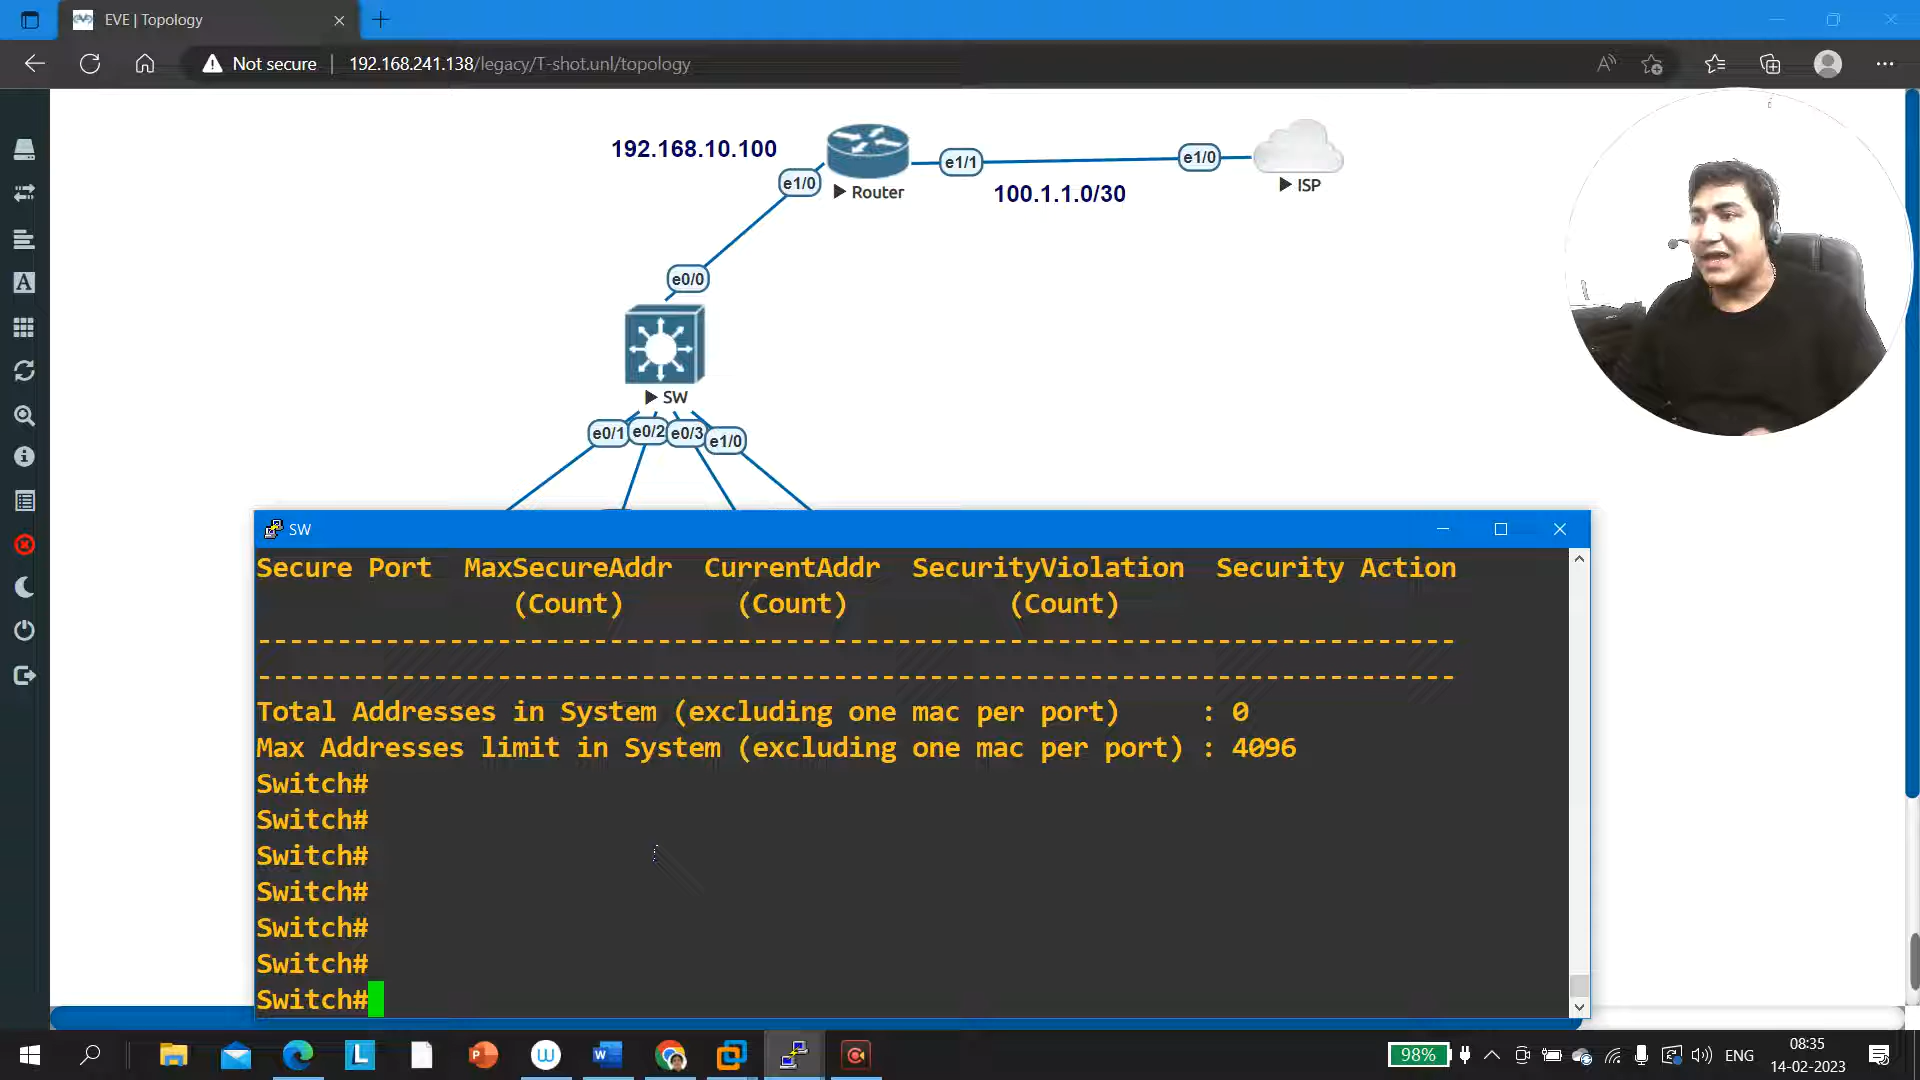 EVE | Topology
Not secure
192.168.241.138/legacy/T-shot.unl/topology
192.168.10.100
e1/0
Router
e1/1
e1/0
ISP
100.1.1.0/30
e0/0
SW
e0/1
e0/2
e0/3
e1/0
SW
Secure Port MaxSecureAddr CurrentAddr SecurityViolation Security Action
(Count) (Count) (Count)
---------------------------------------------------------------------------
---------------------------------------------------------------------------
Total Addresses in System (excluding one mac per port) : 0
Max Addresses limit in System (excluding one mac per port) : 4096
Switch#
Switch#
Switch#
Switch#
Switch#
Switch#
Switch#
98%
ENG
08:35
14-02-2023